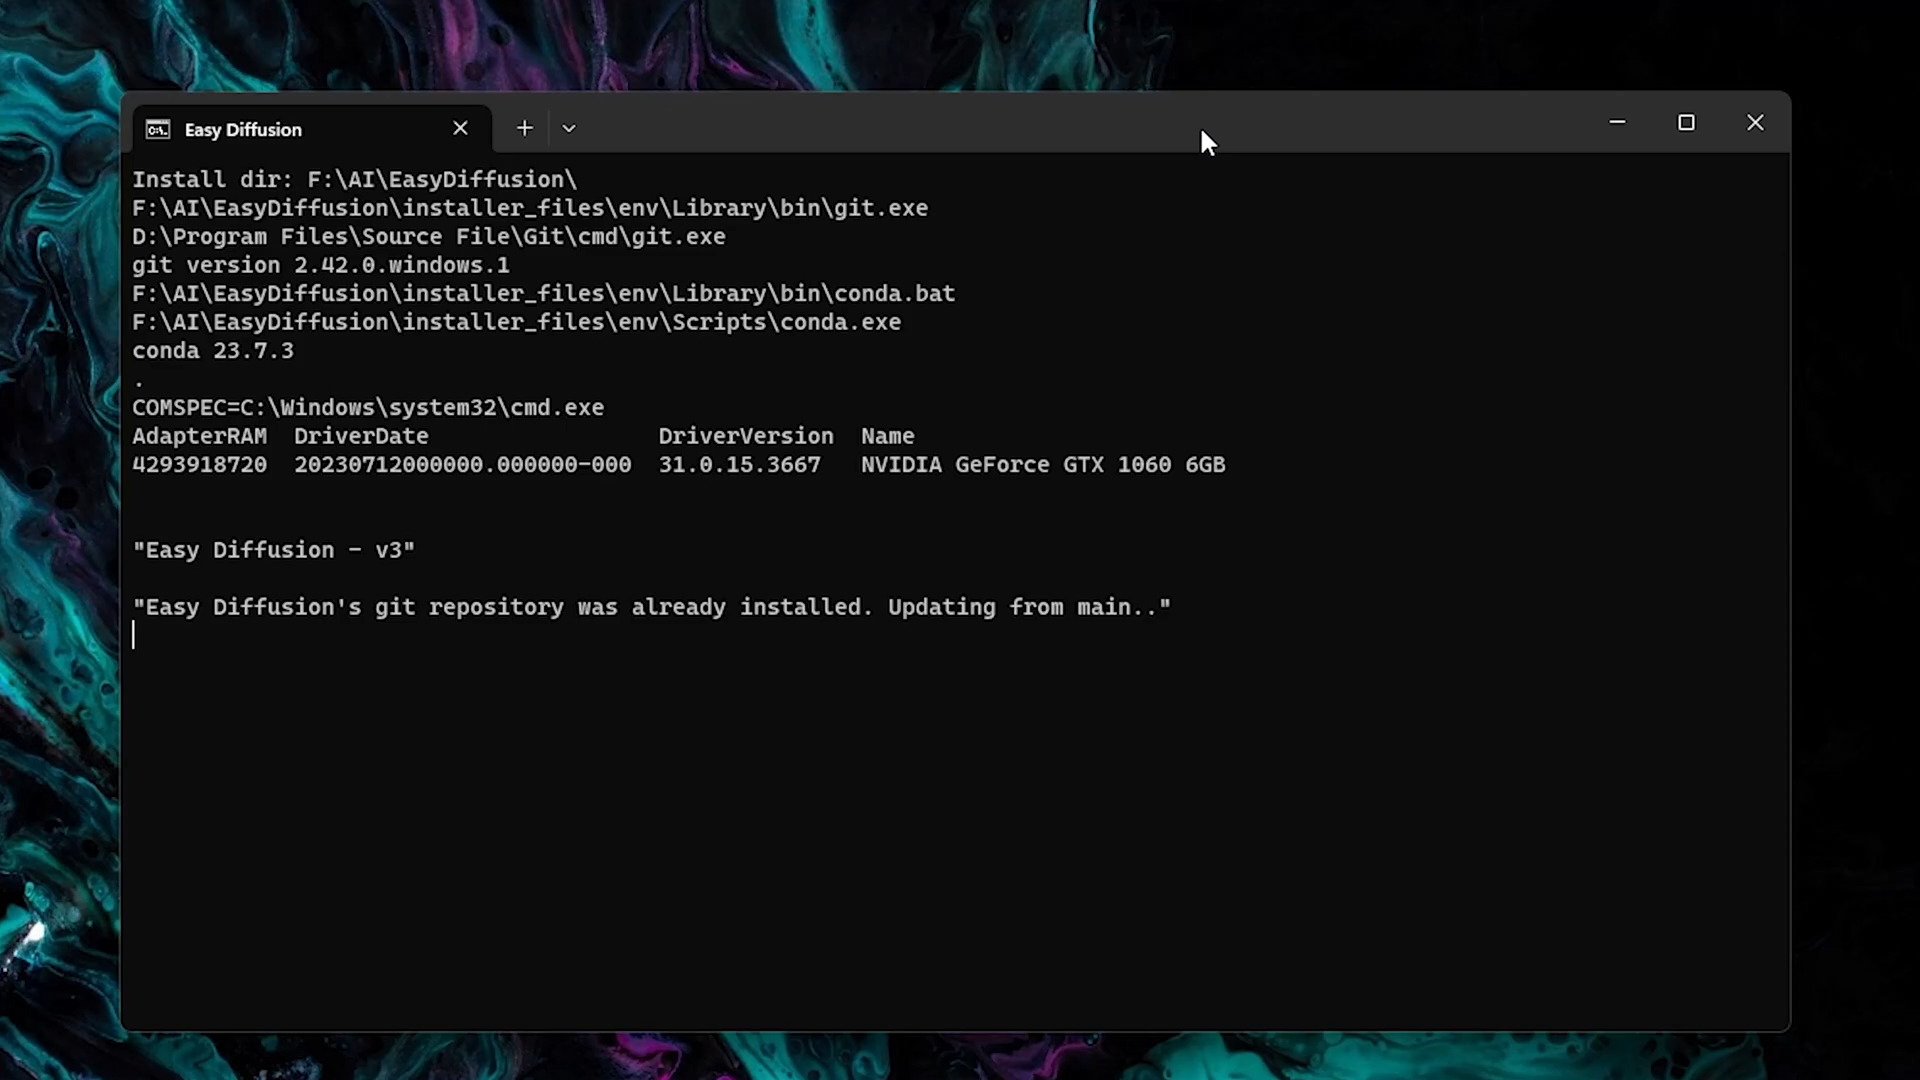 Easy Diffusion
Install dir: F:\AI\EasyDiffusion\
F:\AI\EasyDiffusion\installer_files\env\Library\bin\git.exe
D:\Program Files\Source File\Git\cmd\git.exe
git version 2.42.0.windows.1
F:\AI\EasyDiffusion\installer_files\env\Library\bin\conda.bat
F:\AI\EasyDiffusion\installer_files\env\Scripts\conda.exe
conda 23.7.3
.
COMSPEC=C:\Windows\system32\cmd.exe
AdapterRAM  DriverDate                 DriverVersion  Name
4293918720  20230712000000.000000-000  31.0.15.3667   NVIDIA GeForce GTX 1060 6GB
"Easy Diffusion - v3"
"Easy Diffusion's git repository was already installed. Updating from main.."